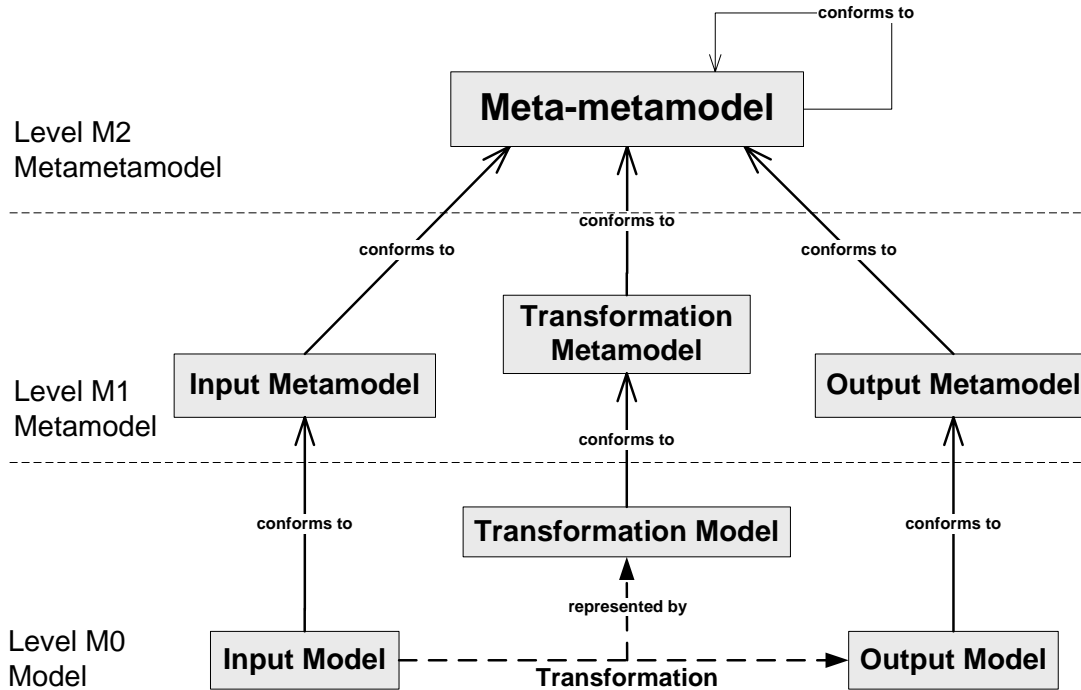 conforms to
Meta-metamodel
Level M2
Metametamodel
conforms to
conforms to
conforms to
Transformation
Metamodel
Input Metamodel
Output Metamodel
Level M1
Metamodel
conforms to
conforms to
Transformation Model
conforms to
represented by
Level M0
Model
Input Model
Transformation
Output Model